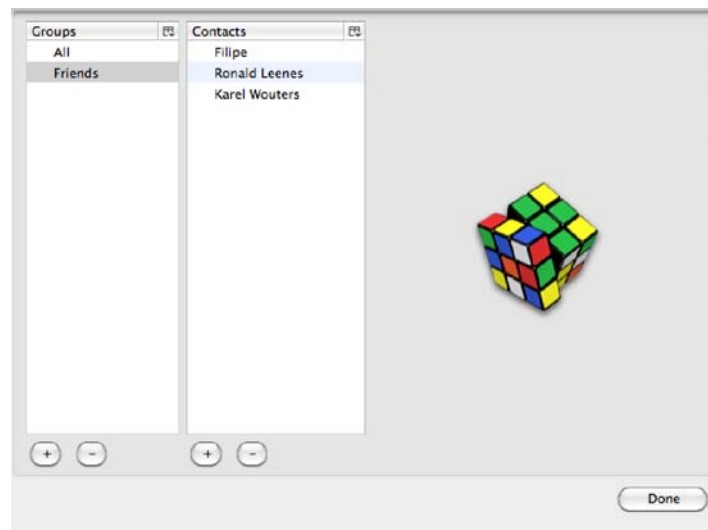 Groups
All
Friends
Contacts
Filipe
Ronald Leenes
Karel Wouters
+ -
+ -
Done